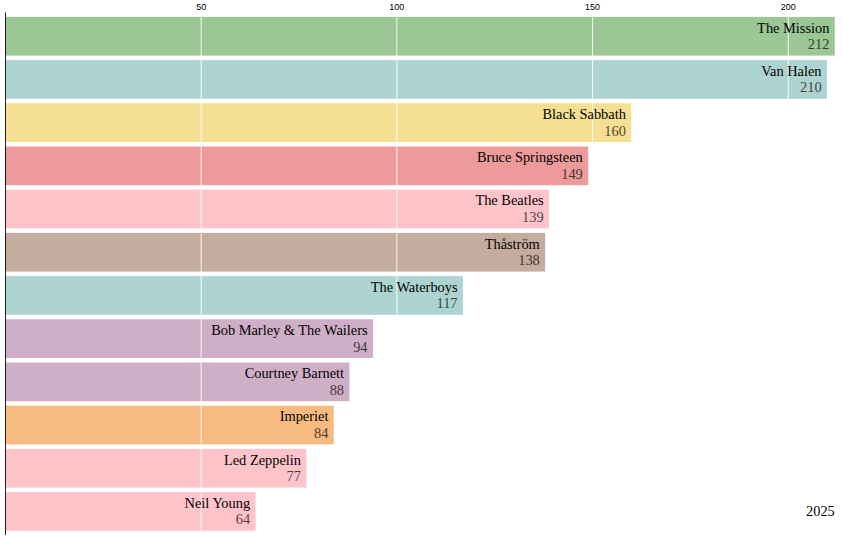 50 100 150 200
The Mission
212
Van Halen
210
Black Sabbath
160
Bruce Springsteen
149
The Beatles
139
Thåström
138
The Waterboys
117
Bob Marley & The Wailers
94
Courtney Barnett
88
Imperiet
84
Led Zeppelin
77
Neil Young
64
2025